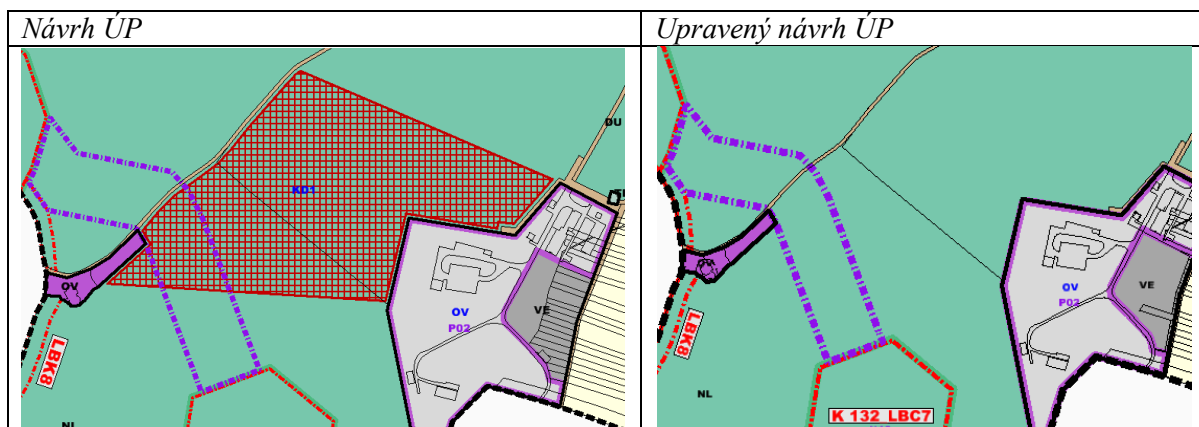 Návrh ÚP
Upravený návrh ÚP
DU
K01
OV
OV
P02
VE
LBK8
NL
OV
OV
P02
VE
LBK8
NL
K 132 LBC7